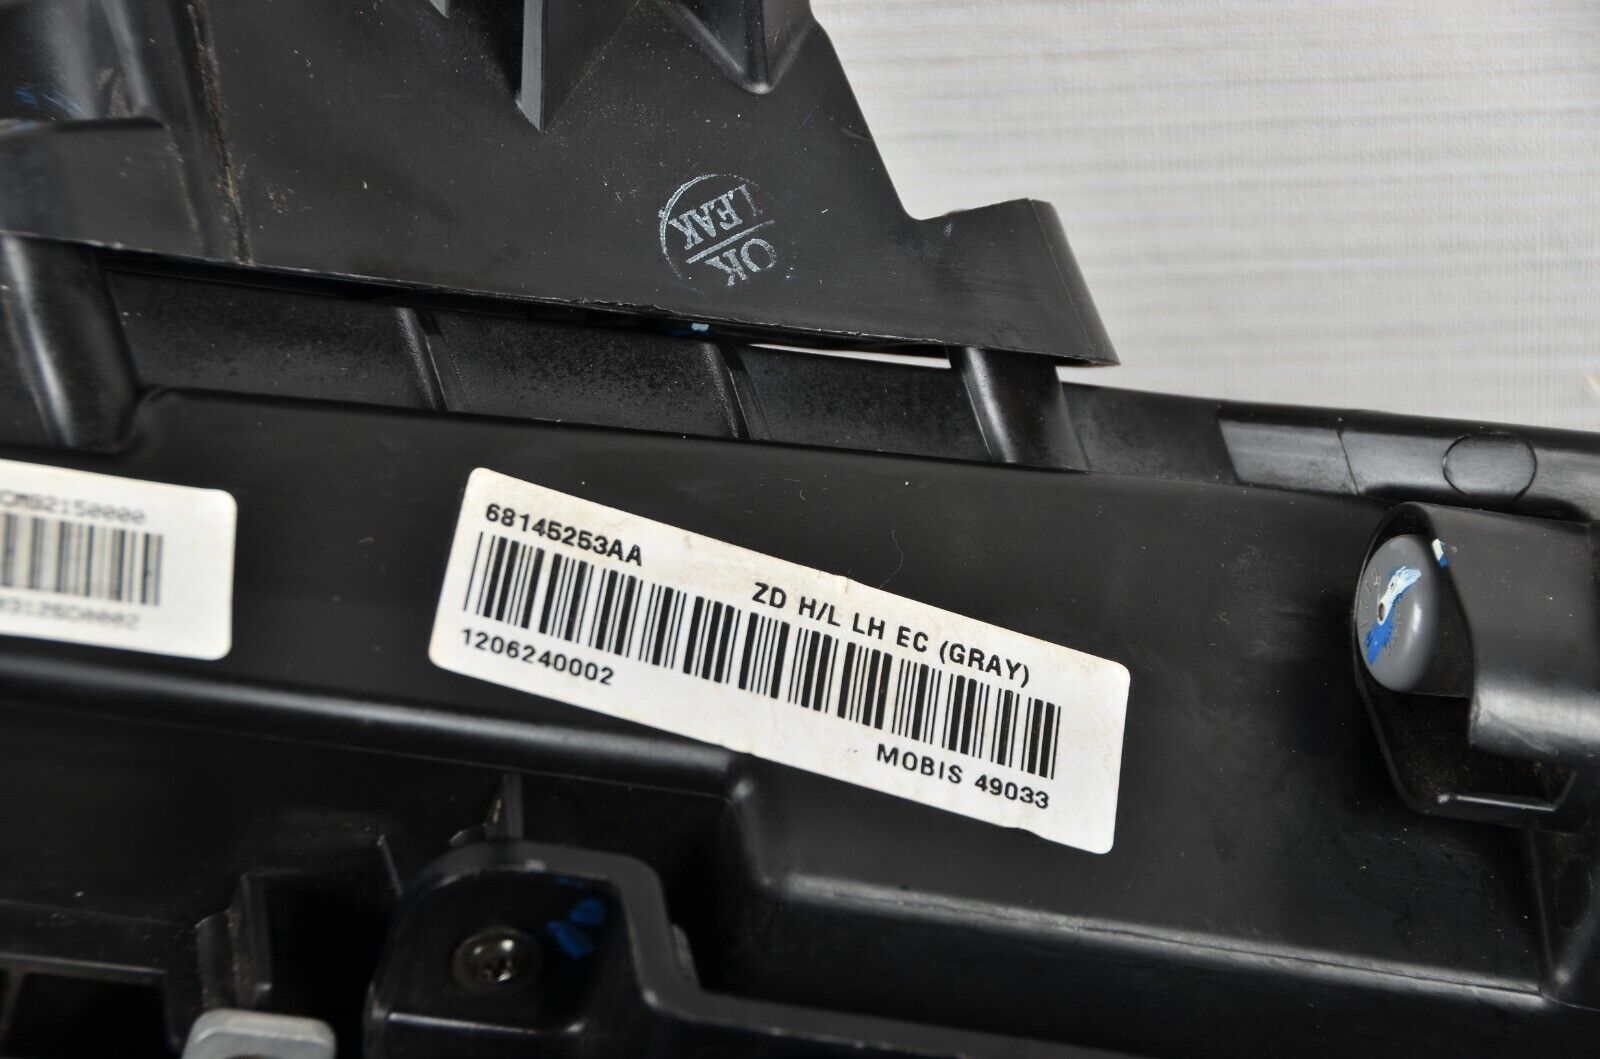 OK
LEAK
68145253AA
ZD H/L LH EC (GRAY)
1206240002
MOBIS 49033